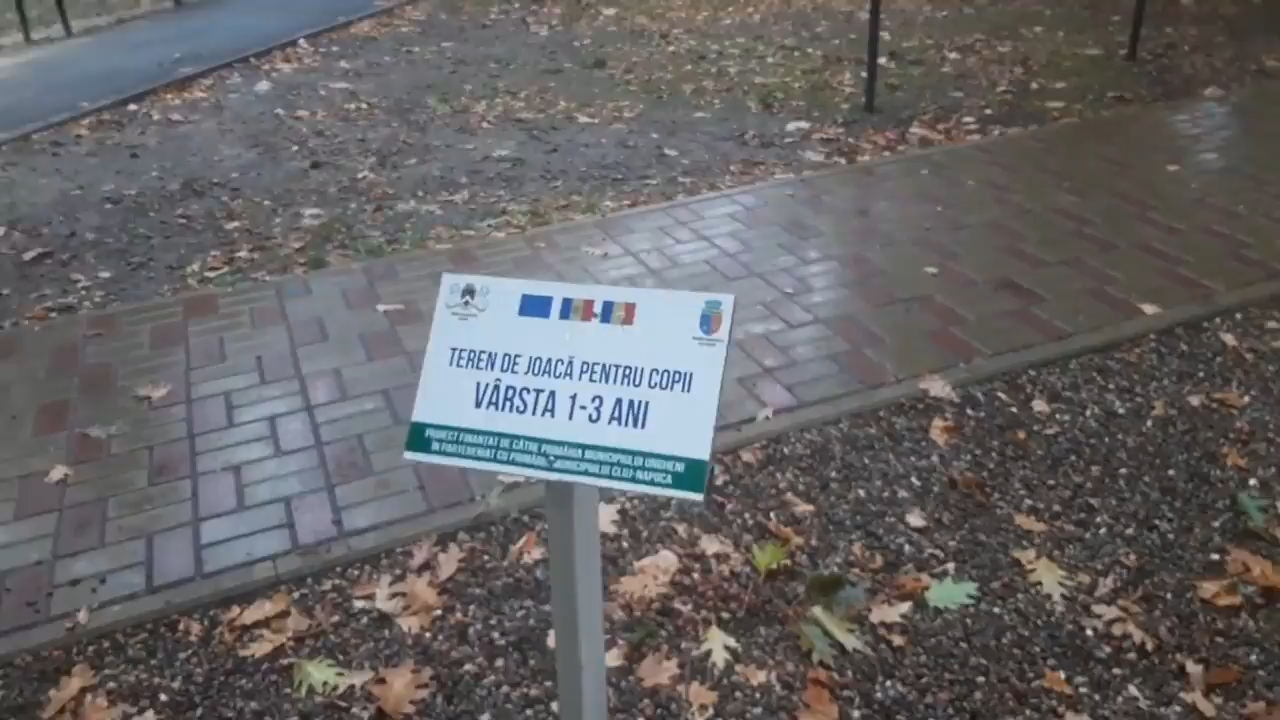 TEREN DE JOACĂ PENTRU COPII
VÂRSTA 1-3 ANI
PROIECT FINANȚAT DE CĂTRE PRIMĂRIA MUNICIPIULUI UNGHENI
ÎN PARTENERIAT CU PRIMĂRIA MUNICIPIULUI CLUJ-NAPOCA